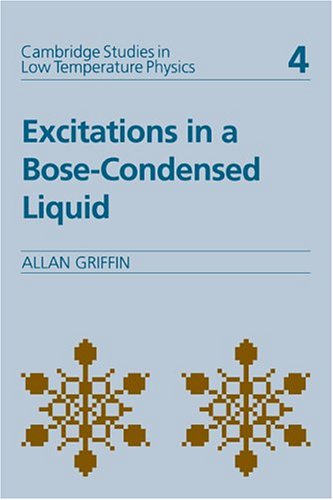 Cambridge Studies in
Low Temperature Physics
4
Excitations in a
Bose-Condensed
Liquid
ALLAN GRIFFIN